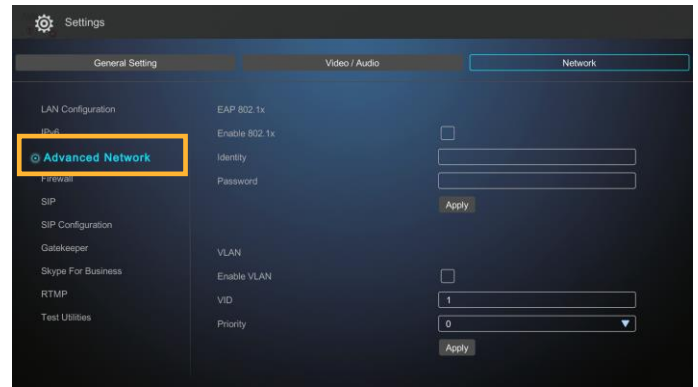 Settings
General Setting
Video / Audio
Network
LAN Configuration
IPv6
Advanced Network
Firewall
SIP
SIP Configuration
Gatekeeper
Skype For Business
RTMP
Test Utilities
EAP 802.1x
Enable 802.1x
Identity
Password
Apply
VLAN
Enable VLAN
VID 1
Priority 0
Apply